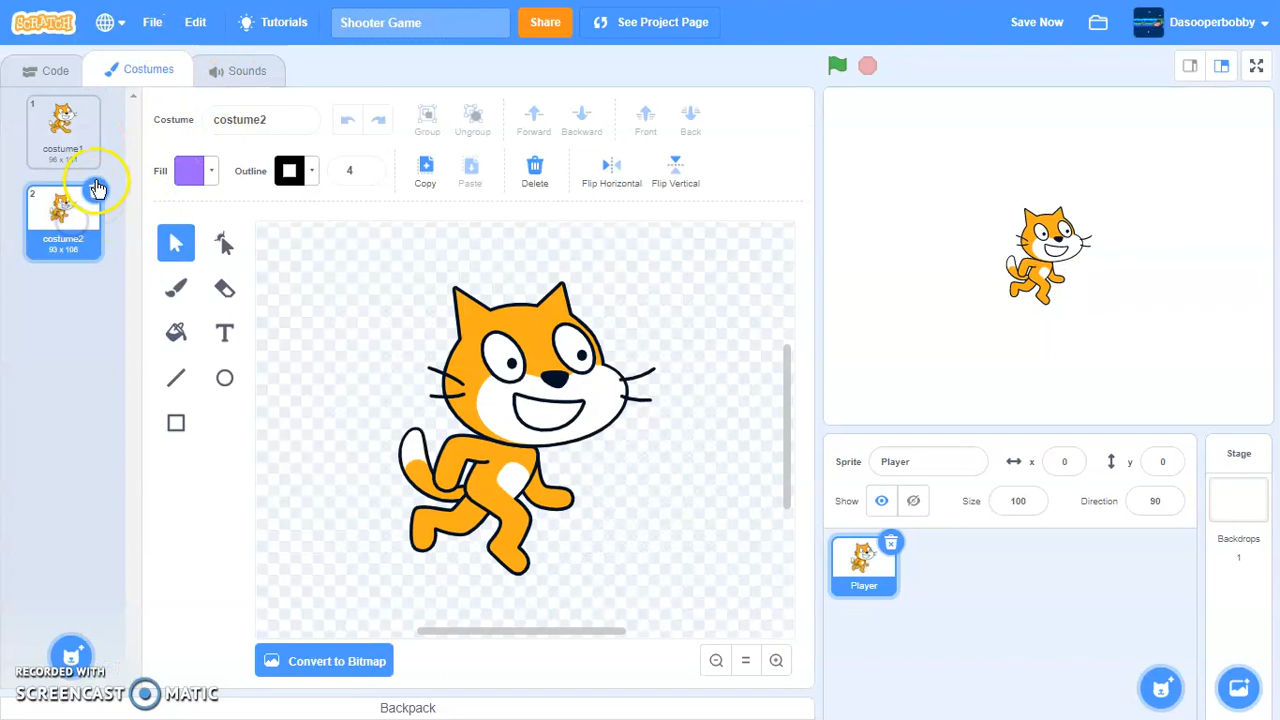 SCRATCH
File
Edit
Tutorials
Shooter Game
Share
See Project Page
Save Now
Dasooperbobby
Code
Costumes
Sounds
1
costume1
2
costume2
93 x 106
Costume
costume2
Group
Ungroup
Forward
Backward
Front
Back
Fill
Outline
4
Copy
Paste
Delete
Flip Horizontal
Flip Vertical
T
Convert to Bitmap
Backpack
Sprite
Player
x
0
y
0
Show
Size
100
Direction
90
Player
Stage
Backdrops
1
RECORDED WITH
SCREENCAST MATIC